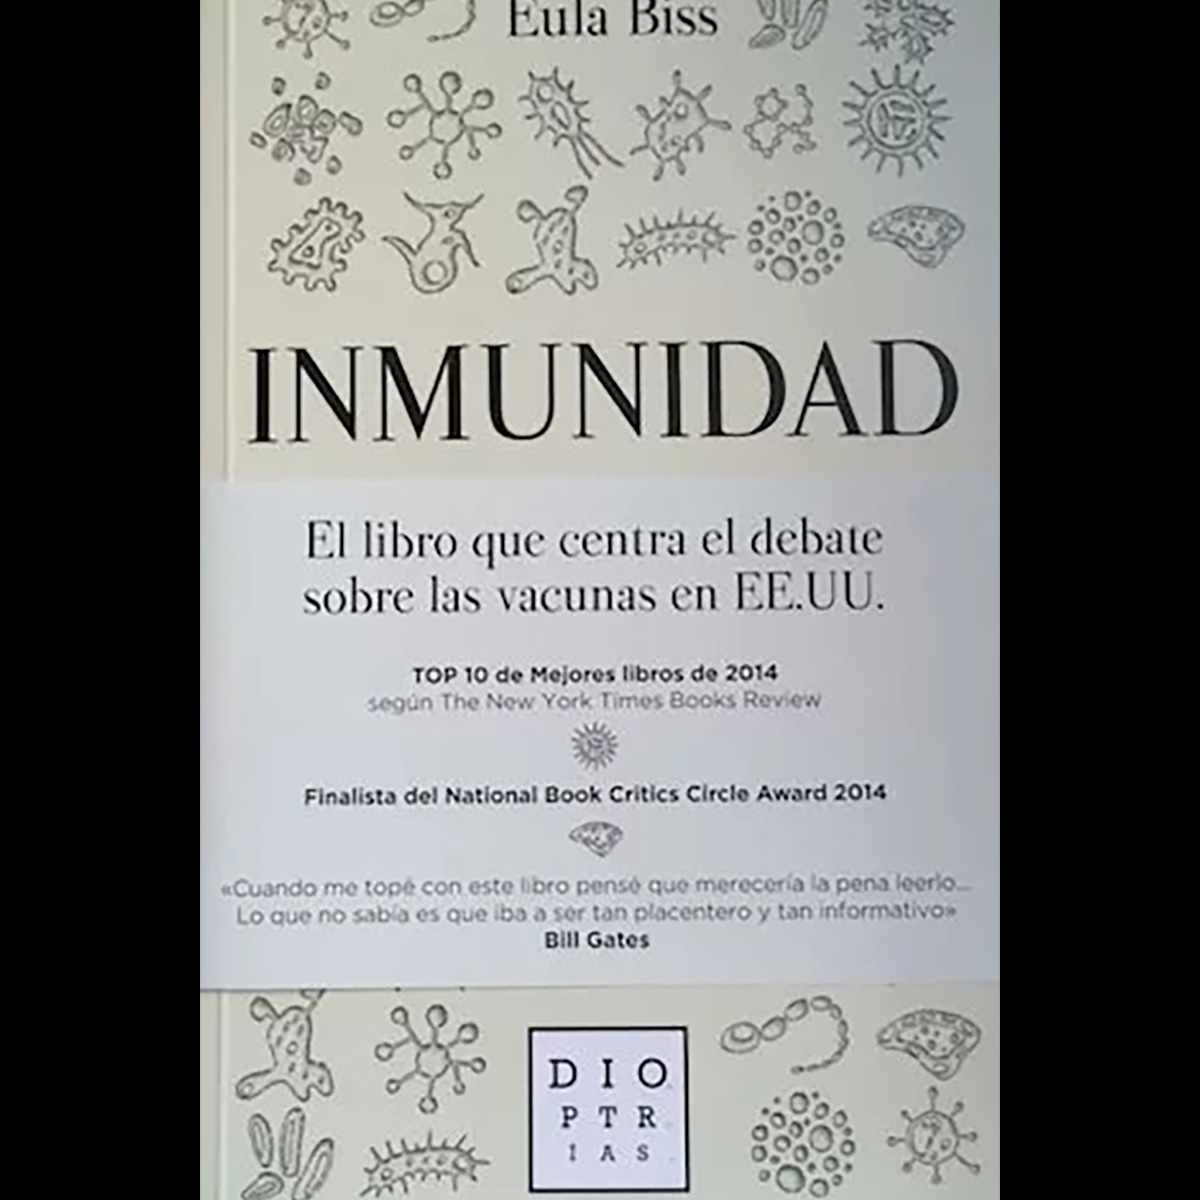 Eula Biss
INMUNIDAD
El libro que centra el debate
sobre las vacunas en EE.UU.
TOP 10 de Mejores libros de 2014
según The New York Times Books Review
Finalista del National Book Critics Circle Award 2014
«Cuando me topé con este libro pensé que merecería la pena leerlo...
Lo que no sabía es que iba a ser tan placentero y tan informativo»
Bill Gates
DIO
PTR
IAS